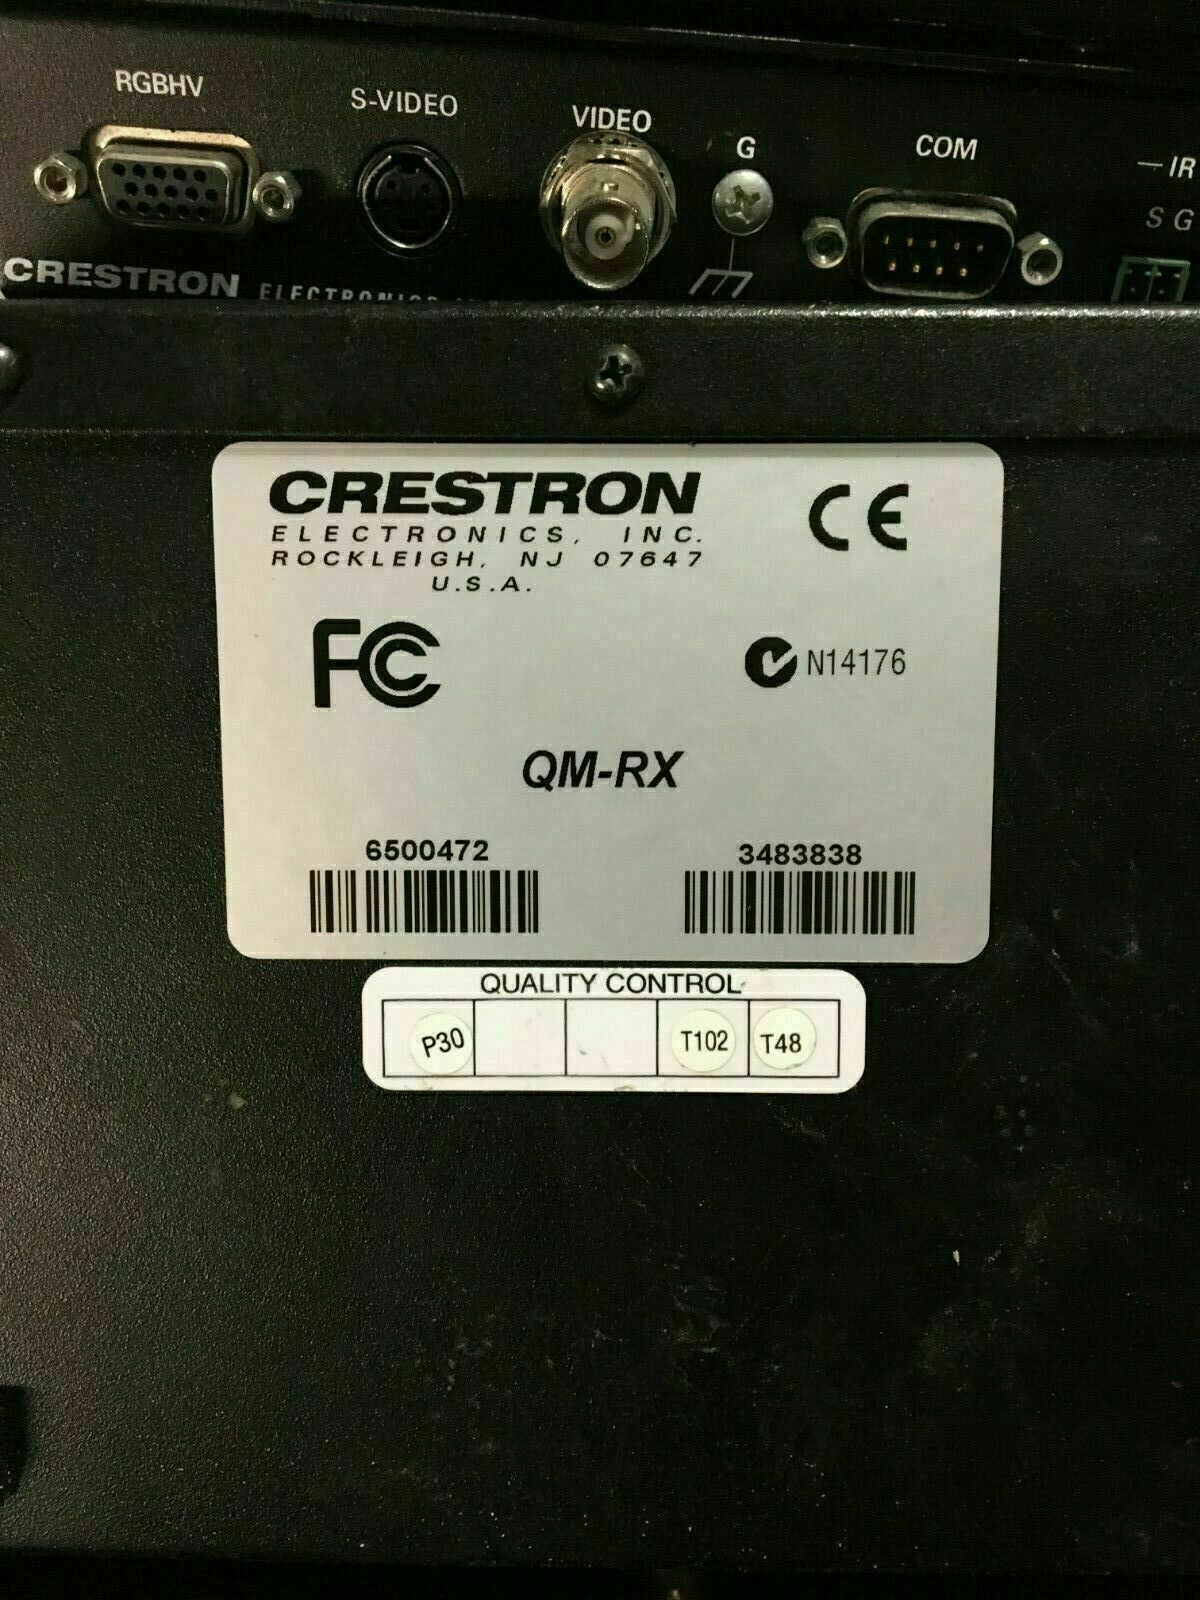 RGBHV
S-VIDEO
VIDEO
G
COM
IR
S G
CRESTRON ELECTRONICS
CRESTRON
ELECTRONICS, INC.
ROCKLEIGH, NJ 07647
U.S.A.
CE
FC
N14176
QM-RX
6500472
3483838
QUALITY CONTROL
P30
T102
T48